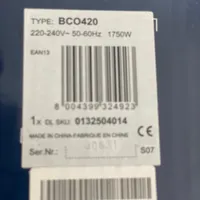 TYPE: BCO420
220-240V~ 50-60Hz 1750W
EAN13
8 004399 324923
1x DL SKU: 0132504014
MADE IN CHINA-FABRIQUE EN CHINE
Ser.Nr.:
S07